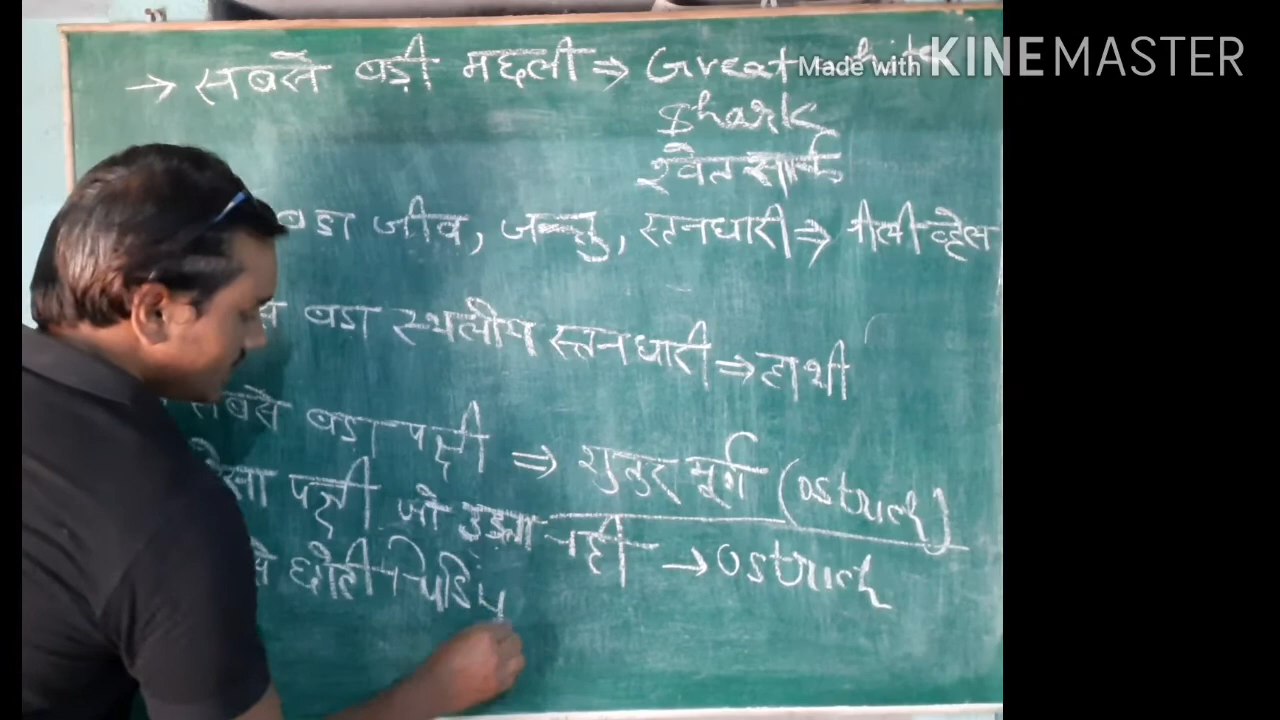 → सबसे बड़ी मछली ⇒ Great
Made with KINEMASTER
Shark
श्वेत सार्क
बडा जीव, जन्तु, स्तनधारी ⇒ नीली व्हेल
बडा स्थलीय स्तनधारी ⇒ हाथी
सबसे बडा पक्षी ⇒ शुतुर मूर्ग (ostrich)
ऐसा पक्षी जो उड़ता नही → Ostrich
छोटी चिडिय